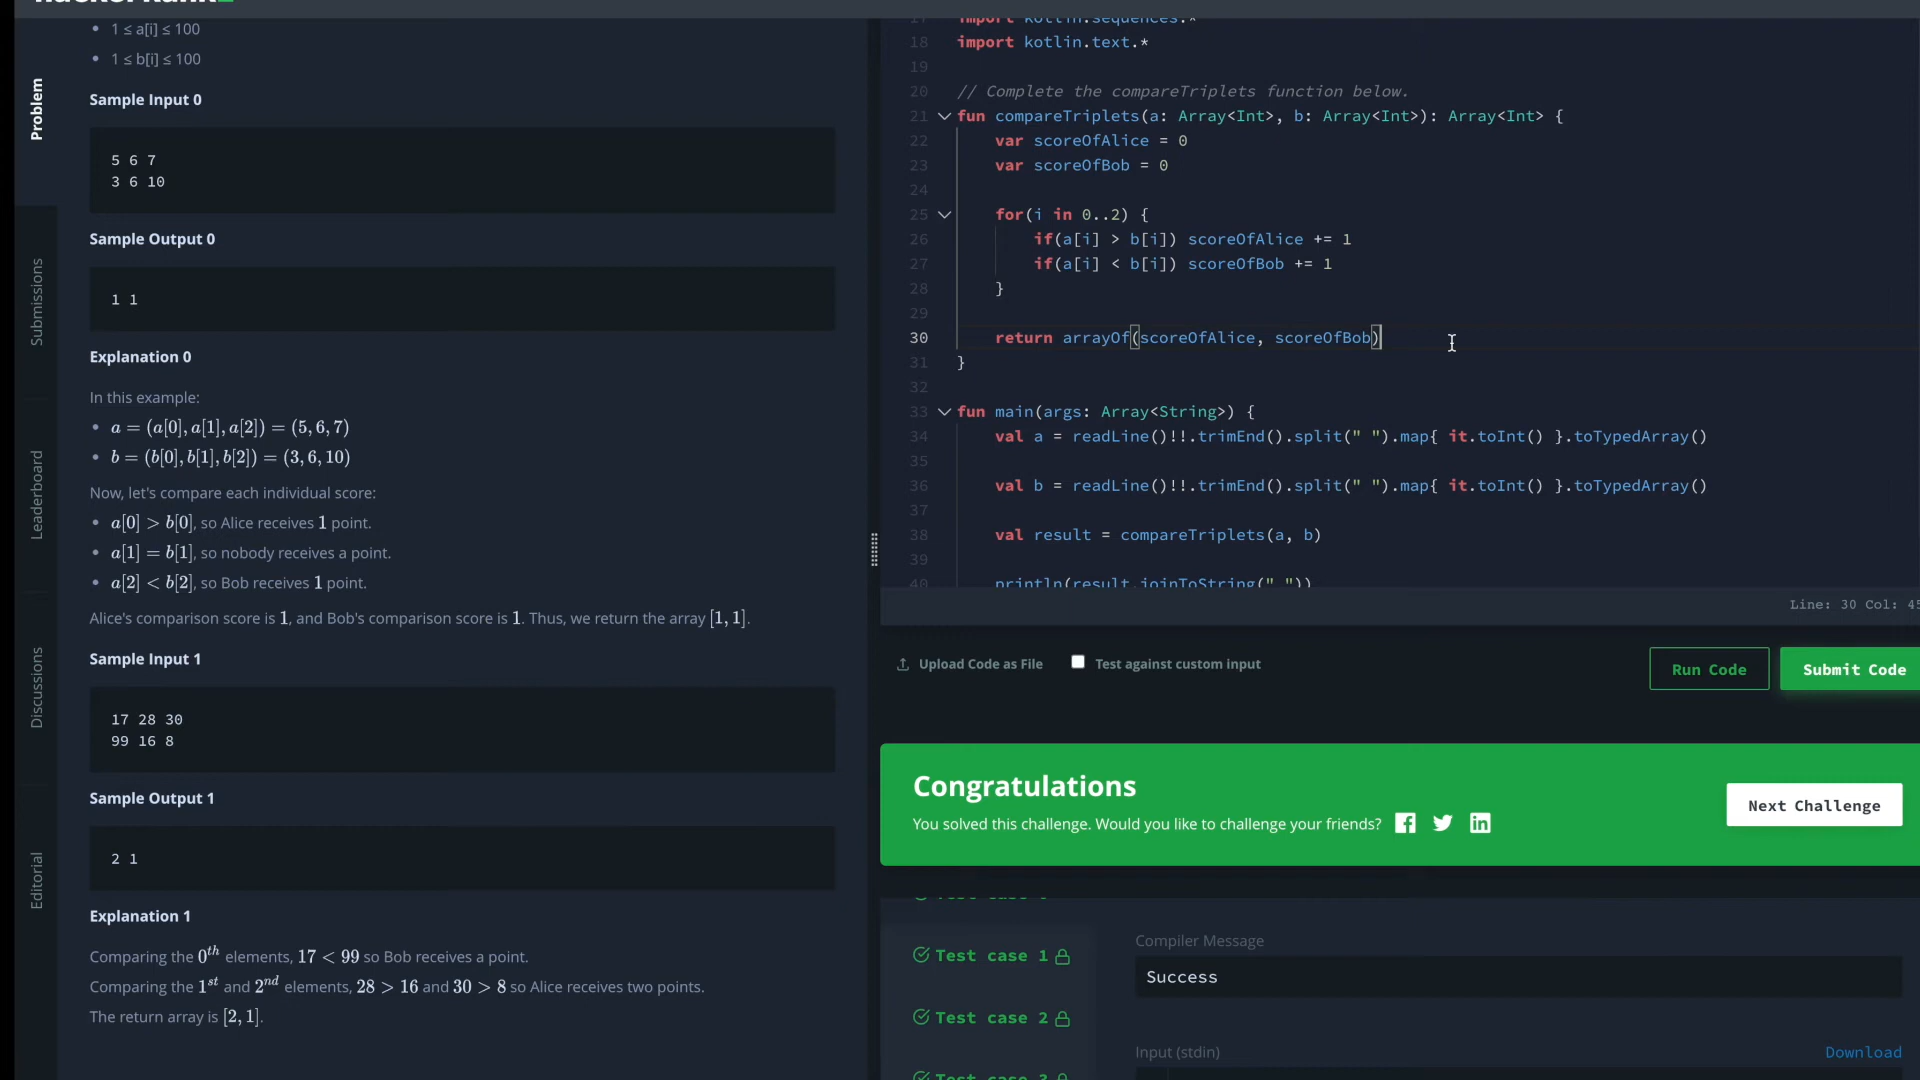 Problem
Submissions
Leaderboard
Discussions
Editorial
1 ≤ a[i] ≤ 100
1 ≤ b[i] ≤ 100
Sample Input 0
5 6 7
3 6 10
Sample Output 0
1 1
Explanation 0
In this example:
a = (a[0], a[1], a[2]) = (5, 6, 7)
b = (b[0], b[1], b[2]) = (3, 6, 10)
Now, let's compare each individual score:
a[0] > b[0], so Alice receives 1 point.
a[1] = b[1], so nobody receives a point.
a[2] < b[2], so Bob receives 1 point.
Alice's comparison score is 1, and Bob's comparison score is 1. Thus, we return the array [1, 1].
Sample Input 1
17 28 30
99 16 8
Sample Output 1
2 1
Explanation 1
Comparing the 0th elements, 17 < 99 so Bob receives a point.
Comparing the 1st and 2nd elements, 28 > 16 and 30 > 8 so Alice receives two points.
The return array is [2, 1].
17 import kotlin.sequences.*
18 import kotlin.text.*
19
20 // Complete the compareTriplets function below.
21 fun compareTriplets(a: Array<Int>, b: Array<Int>): Array<Int> {
22 var scoreOfAlice = 0
23 var scoreOfBob = 0
24
25 for(i in 0..2) {
26 if(a[i] > b[i]) scoreOfAlice += 1
27 if(a[i] < b[i]) scoreOfBob += 1
28 }
29
30 return arrayOf(scoreOfAlice, scoreOfBob)
31 }
32
33 fun main(args: Array<String>) {
34 val a = readLine()!!.trimEnd().split(" ").map{ it.toInt() }.toTypedArray()
35
36 val b = readLine()!!.trimEnd().split(" ").map{ it.toInt() }.toTypedArray()
37
38 val result = compareTriplets(a, b)
39
40 println(result.joinToString(" "))
Line: 30 Col: 45
Upload Code as File
Test against custom input
Run Code
Submit Code
Congratulations
You solved this challenge. Would you like to challenge your friends?
Next Challenge
Test case 1
Test case 2
Compiler Message
Success
Input (stdin)
Download